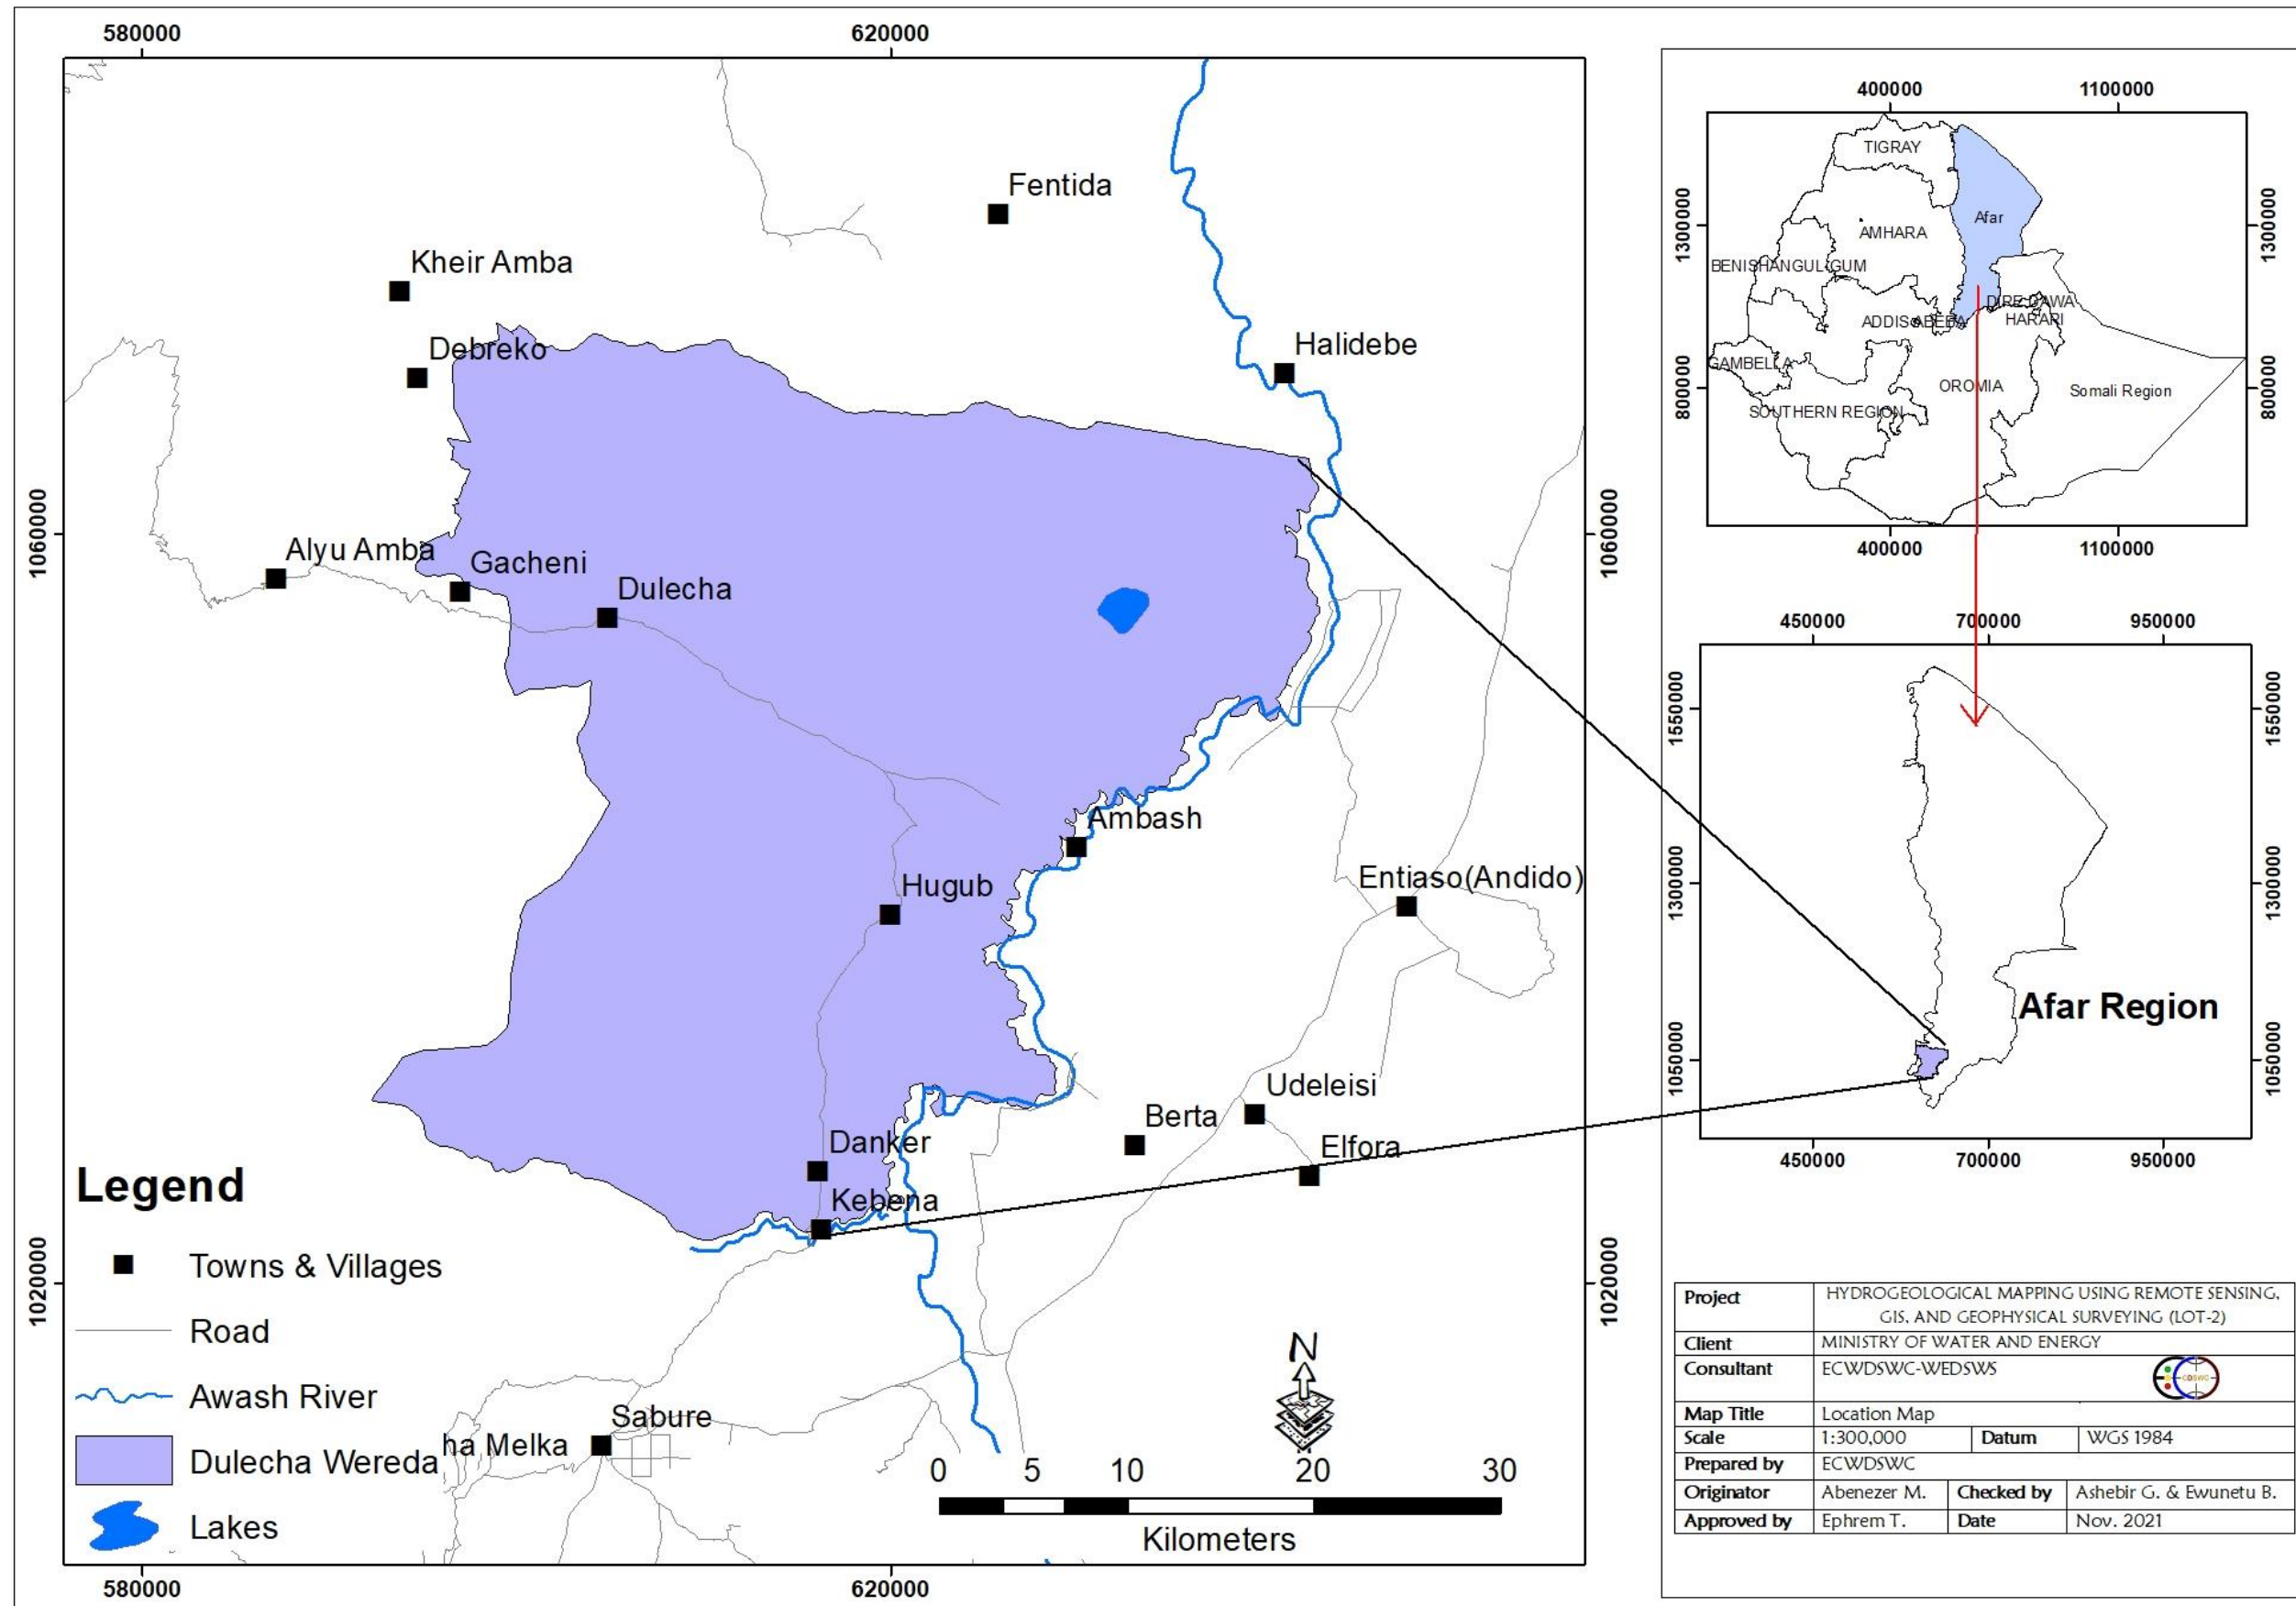 580000
620000
1060000
1020000
1060000
1020000
580000
620000
Fentida
Kheir Amba
Debreko
Halidebe
Alyu Amba
Gacheni
Dulecha
Ambash
Hugub
Entiaso(Andido)
Udeleisi
Berta
Elfora
Danker
Kebena
Sabure
ha Melka
Legend
Towns & Villages
Road
Awash River
Dulecha Wereda
Lakes
N
0 5 10 20 30
Kilometers
400000
1100000
1300000
800000
1300000
800000
400000
1100000
TIGRAY
Afar
AMHARA
BENISHANGUL GUM
DIRE DAWA
ADDIS ABEBA
HARARI
GAMBELLA
OROMIA
Somali Region
SOUTHERN REGION
450000
700000
950000
1550000
1300000
1050000
1550000
1300000
1050000
450000
700000
950000
Afar Region
Project
HYDROGEOLOGICAL MAPPING USING REMOTE SENSING,
GIS, AND GEOPHYSICAL SURVEYING (LOT-2)
Client MINISTRY OF WATER AND ENERGY
Consultant ECWDSWC-WEDSWS
CDSWC
Map Title Location Map
Scale 1:300,000 Datum WGS 1984
Prepared by ECWDSWC
Originator Abenezer M. Checked by Ashebir G. & Ewunetu B.
Approved by Ephrem T. Date Nov. 2021